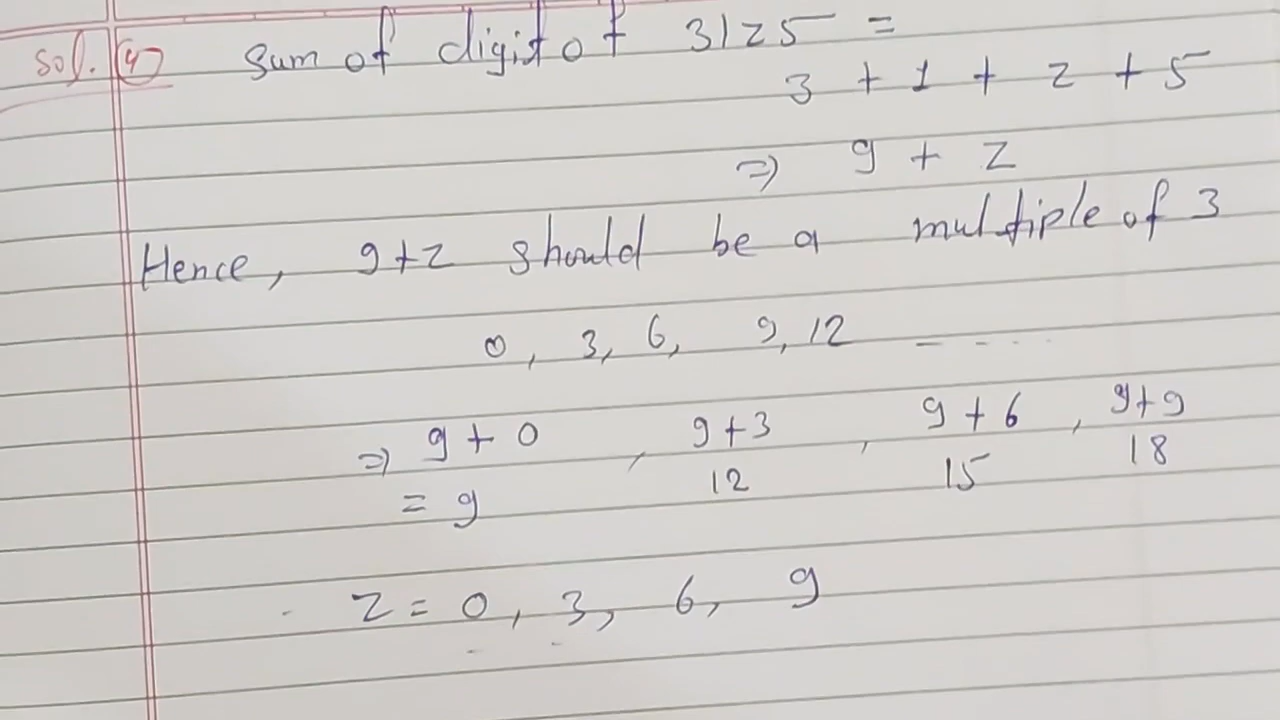 Sol. (4) Sum of digit of 31z5 =
3 + 1 + z + 5
=> 9 + z
Hence, 9+z should be a multiple of 3
0, 3, 6, 9, 12 - - - - -
=> 9 + 0 , 9+3 , 9 + 6 , 9+9
= 9 12 15 18
z = 0, 3, 6, 9